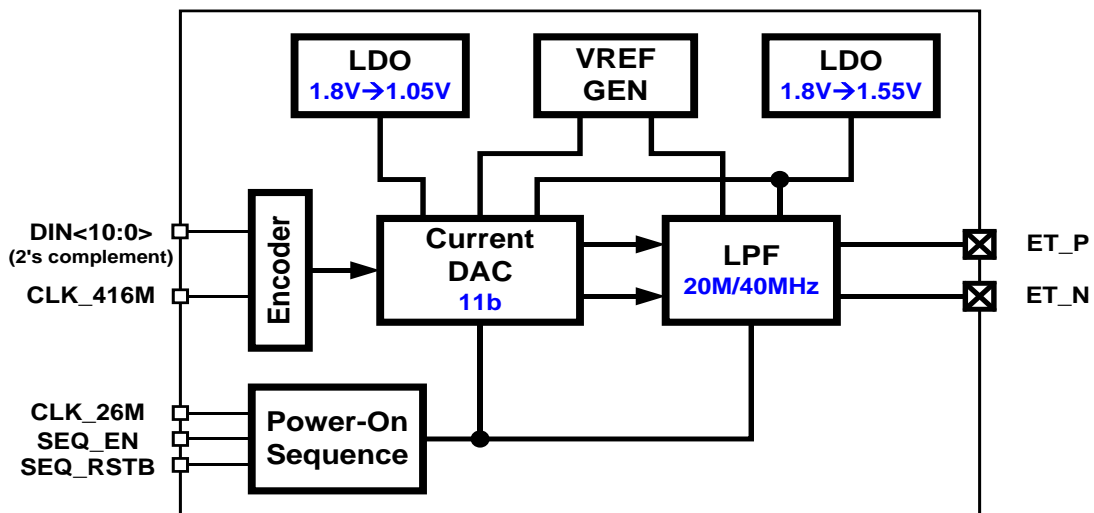 LDO
1.8V→1.05V
VREF
GEN
LDO
1.8V→1.55V
DIN<10:0>
(2's complement)
CLK_416M
Encoder
Current
DAC
11b
LPF
20M/40MHz
ET_P
ET_N
CLK_26M
SEQ_EN
SEQ_RSTB
Power-On
Sequence